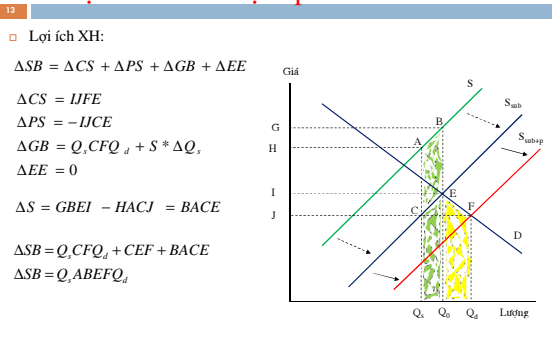 13
Lợi ích XH:
ΔSB = ΔCS + ΔPS + ΔGB + ΔEE
ΔCS = IJFE
ΔPS = −IJCE
ΔGB = Q_sCFQ_d + S * ΔQ_s
ΔEE = 0
ΔS = GBEI − HACJ = BACE
ΔSB = Q_sCFQ_d + CEF + BACE
ΔSB = Q_sABEFQ_d
Giá
S
S_sub
S_sub+p
G
B
H
A
I
E
J
C
F
D
Q_s Q_0 Q_d Lượng